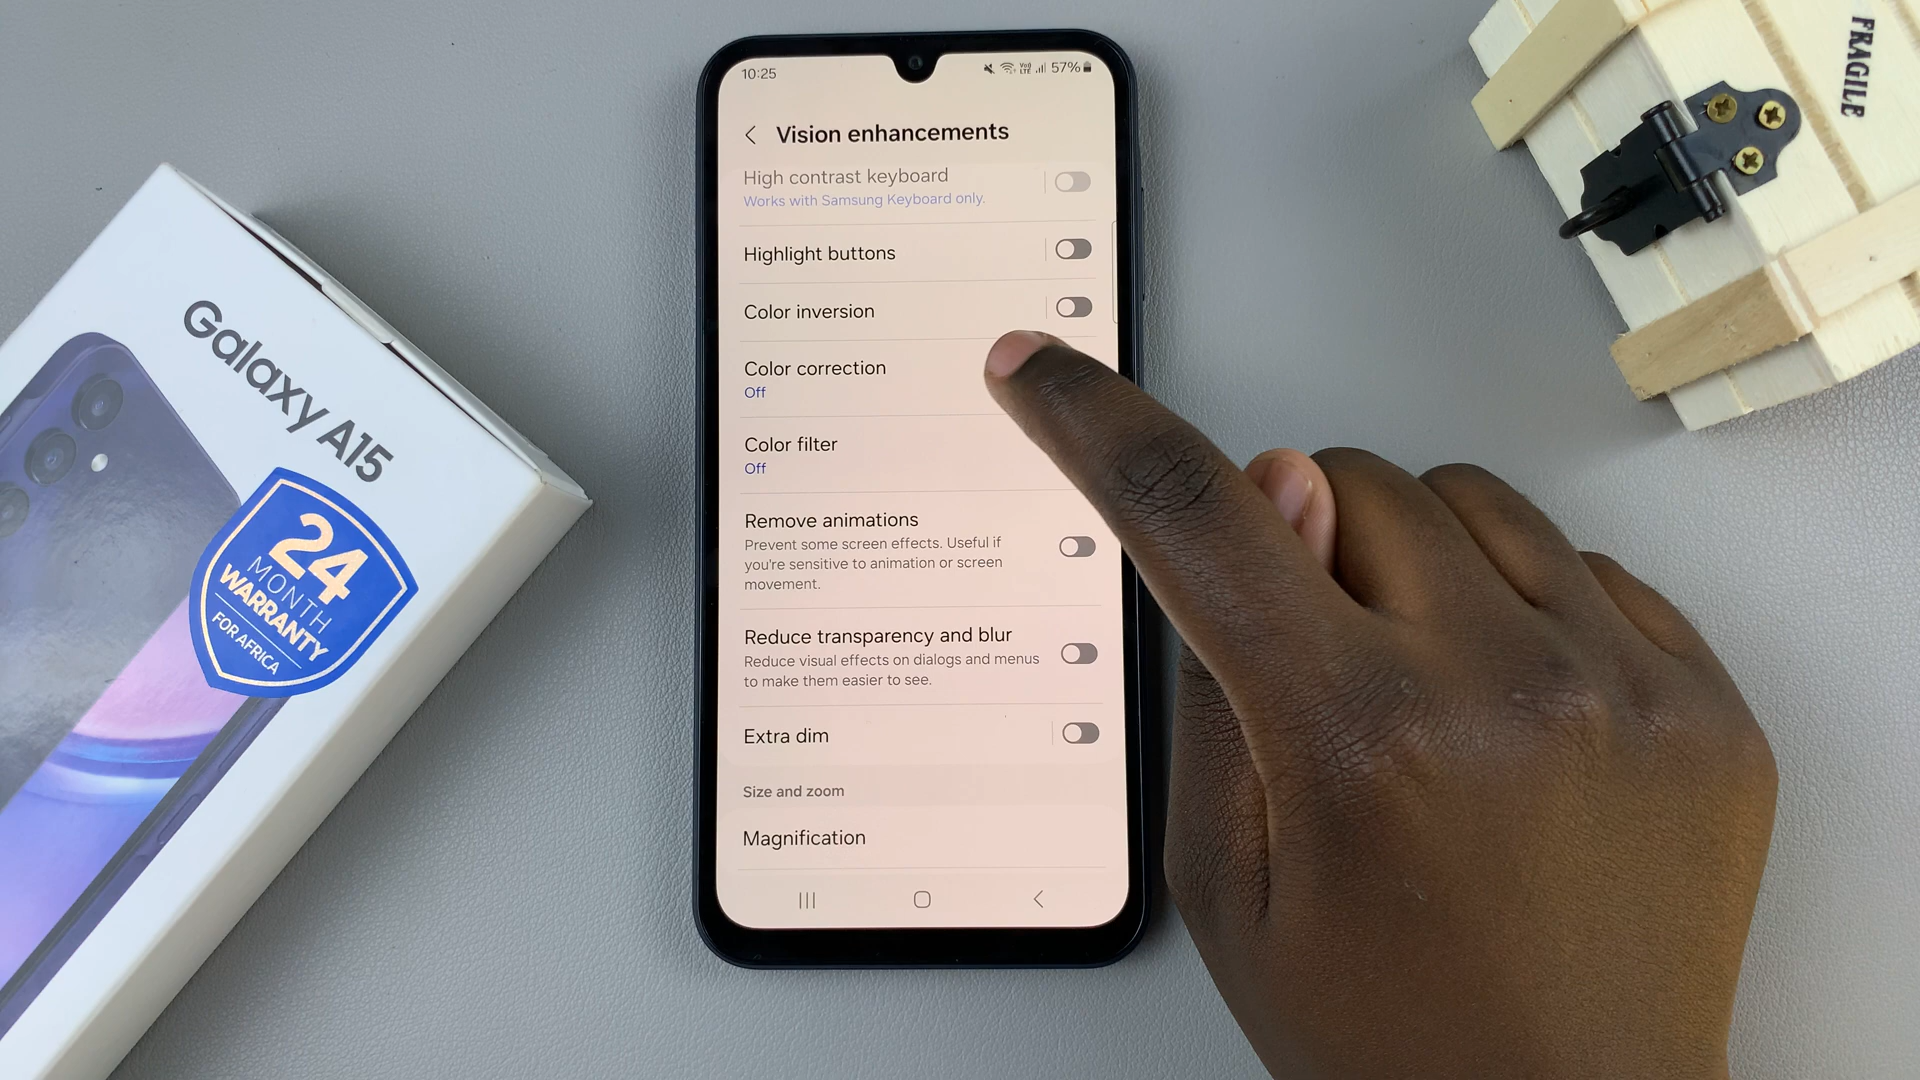 10:25
Vo))
LTE
57%
Vision enhancements
High contrast keyboard
Works with Samsung Keyboard only.
Highlight buttons
Color inversion
Color correction
Off
Color filter
Off
Remove animations
Prevent some screen effects. Useful if
you're sensitive to animation or screen
movement.
Reduce transparency and blur
Reduce visual effects on dialogs and menus
to make them easier to see.
Extra dim
Size and zoom
Magnification
Galaxy A15
24
MONTH
WARRANTY
FOR AFRICA
FRAGILE